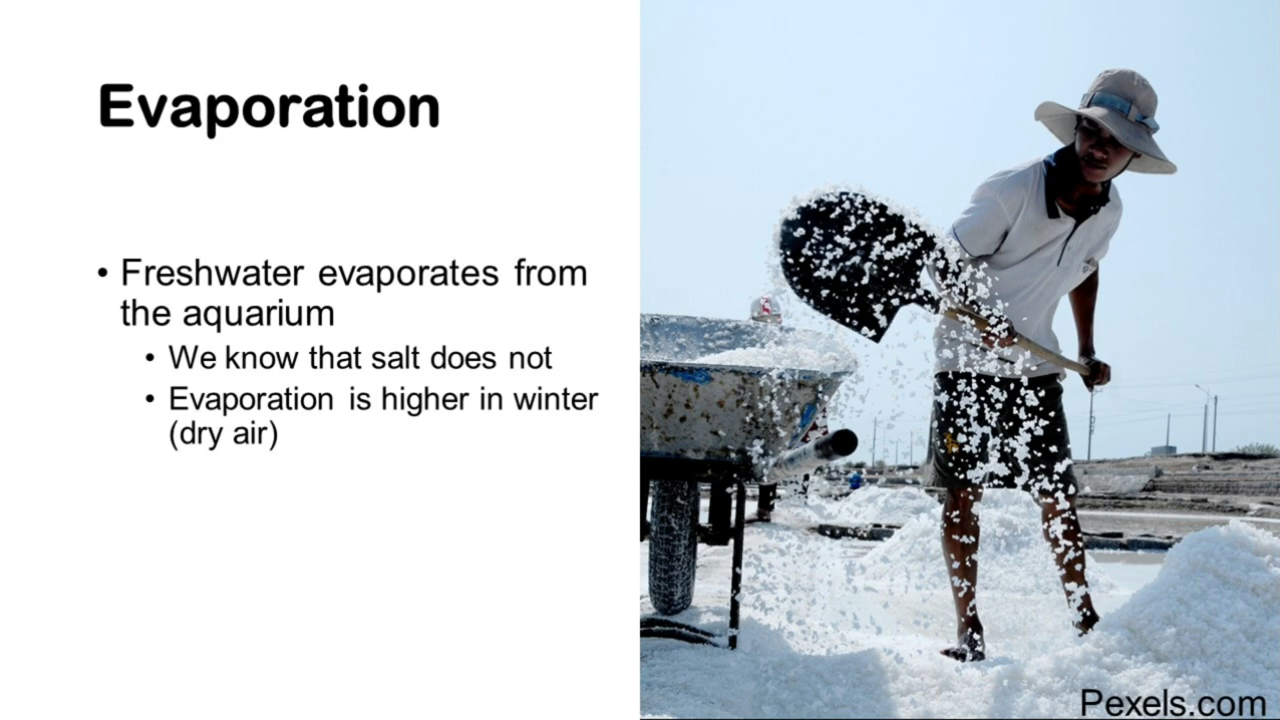 Evaporation
• Freshwater evaporates from
the aquarium
• We know that salt does not
• Evaporation is higher in winter
(dry air)
Pexels.com